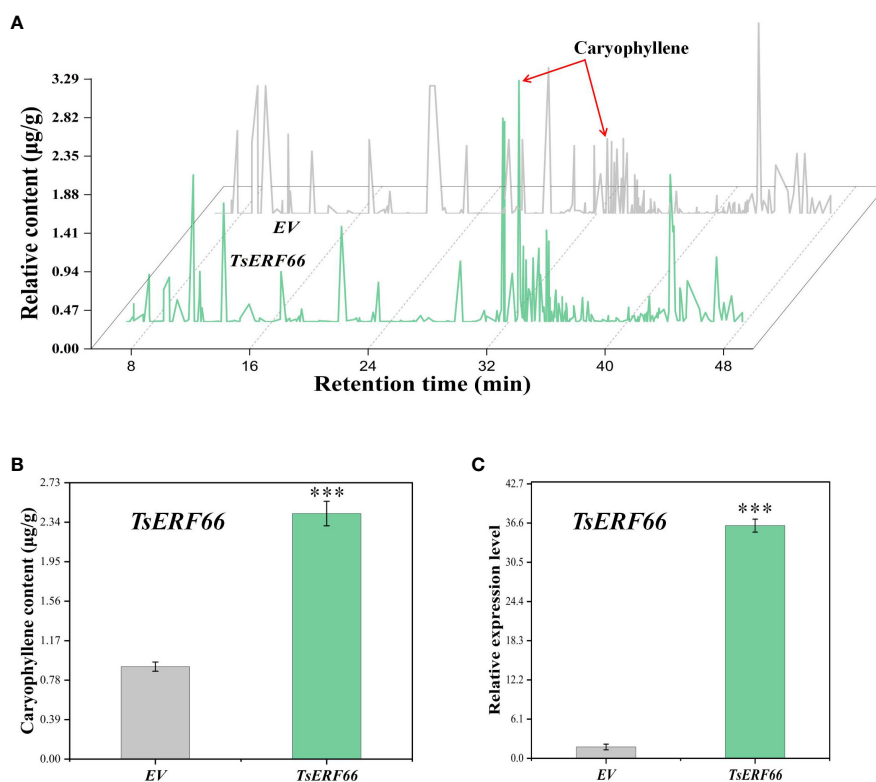 A
Caryophyllene
Relative content (µg/g)
3.29
2.82
2.35
1.88
1.41
0.94
0.47
0.00
EV
TsERF66
8 16 24 32 40 48
Retention time (min)
B
Caryophyllene content (µg/g)
2.73
2.34
1.95
1.56
1.17
0.78
0.39
0.00
TsERF66
***
EV TsERF66
C
Relative expression level
42.7
36.6
30.5
24.4
18.3
12.2
6.1
0.0
TsERF66
***
EV TsERF66